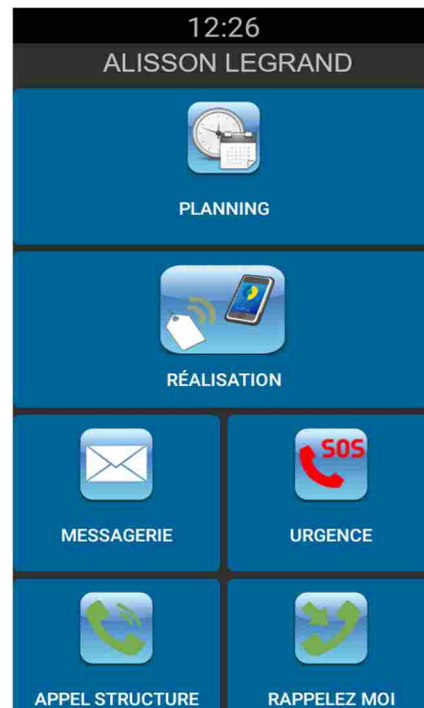 12:26
ALISSON LEGRAND
PLANNING
RÉALISATION
MESSAGERIE
SOS
URGENCE
APPEL STRUCTURE
RAPPELEZ MOI